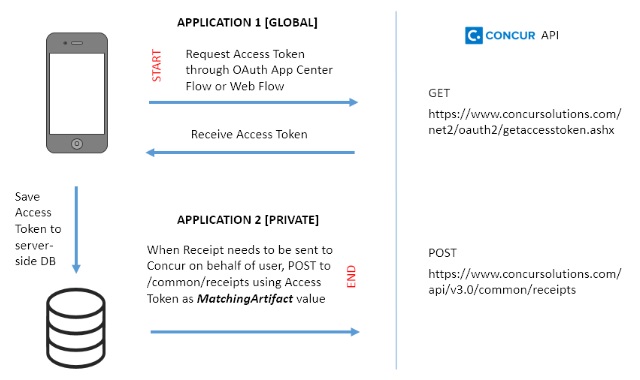 APPLICATION 1 [GLOBAL]
START
Request Access Token
through OAuth App Center
Flow or Web Flow
Receive Access Token
C. CONCUR API
GET
https://www.concursolutions.com/
net2/oauth2/getaccesstoken.ashx
Save
Access
Token to
server-
side DB
APPLICATION 2 [PRIVATE]
When Receipt needs to be sent to
Concur on behalf of user, POST to
/common/receipts using Access
Token as MatchingArtifact value
END
POST
https://www.concursolutions.com/
api/v3.0/common/receipts